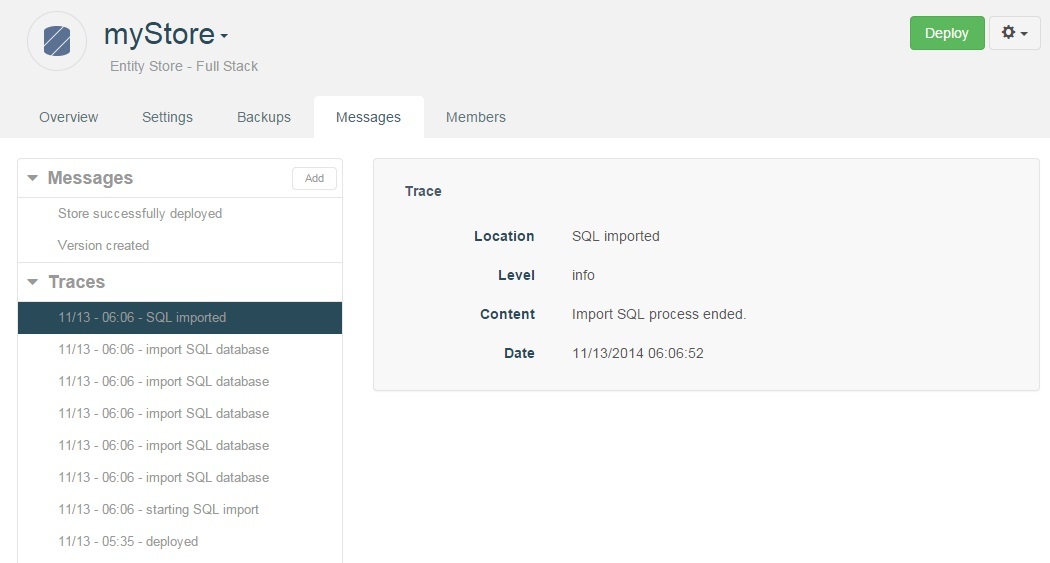 myStore
Deploy
Entity Store - Full Stack
Overview Settings Backups Messages Members
Messages Add
Store successfully deployed
Version created
Traces
11/13 - 06:06 - SQL imported
11/13 - 06:06 - import SQL database
11/13 - 06:06 - import SQL database
11/13 - 06:06 - import SQL database
11/13 - 06:06 - import SQL database
11/13 - 06:06 - import SQL database
11/13 - 06:06 - starting SQL import
11/13 - 05:35 - deployed
Trace
Location SQL imported
Level info
Content Import SQL process ended.
Date 11/13/2014 06:06:52